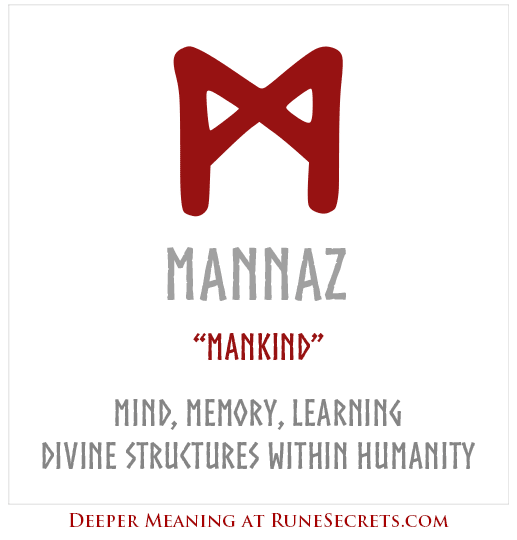 ᛗ
MANNAZ
“MANKIND”
MIND, MEMORY, LEARNING
DIVINE STRUCTURES WITHIN HUMANITY
DEEPER MEANING AT RUNESECRETS.COM